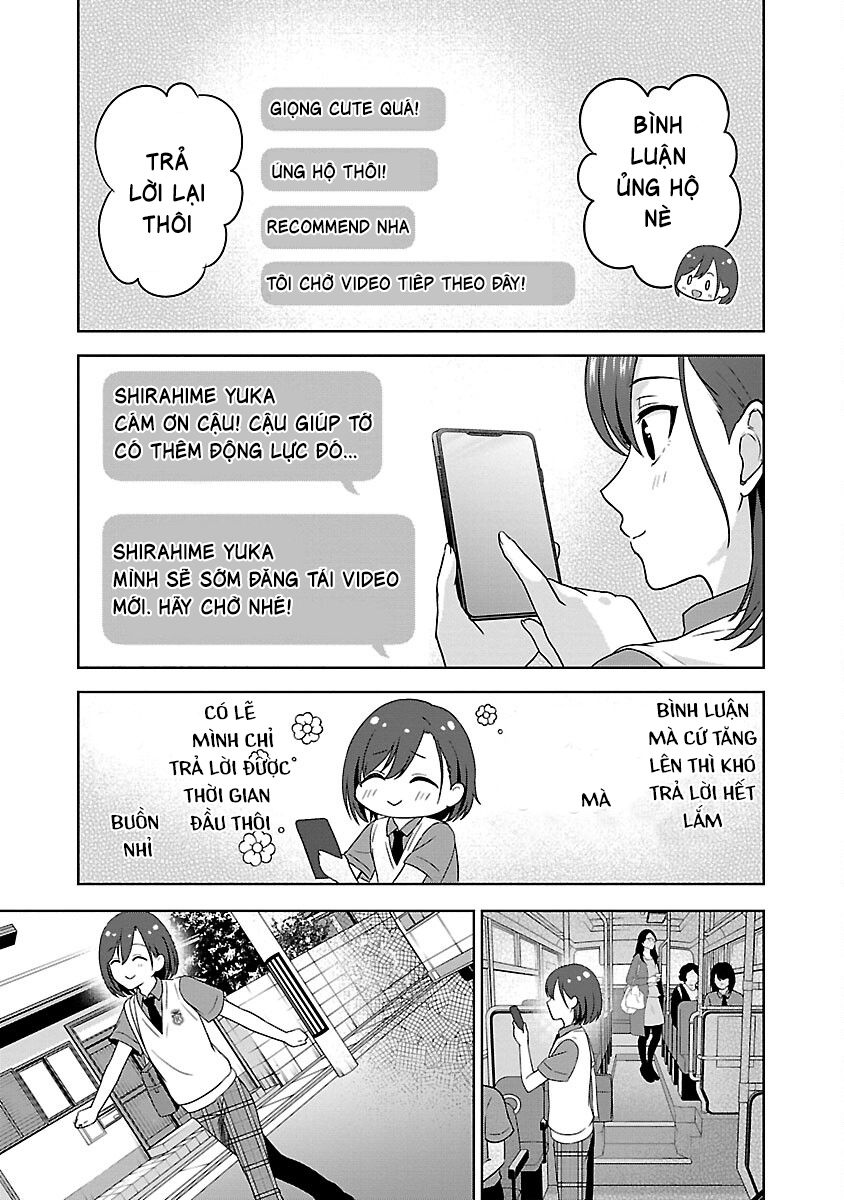 BÌNH
LUẬN
ỦNG HỘ
NÈ
GIỌNG CUTE QUÁ!
ỦNG HỘ THÔI!
RECOMMEND NHA
TÔI CHỜ VIDEO TIẾP THEO ĐÂY!
TRẢ
LỜI LẠI
THÔI
SHIRAHIME YUKA
CẢM ƠN CẬU! CẬU GIÚP TỚ
CÓ THÊM ĐỘNG LỰC ĐÓ...
SHIRAHIME YUKA
MÌNH SẼ SỚM ĐĂNG TẢI VIDEO
MỚI. HÃY CHỜ NHÉ!
BÌNH LUẬN
MÀ CỨ TĂNG
LÊN THÌ KHÓ
TRẢ LỜI HẾT
LẮM
MÀ
CÓ LẼ
MÌNH CHỈ
TRẢ LỜI ĐƯỢC
THỜI GIAN
ĐẦU THÔI
BUỒN
NHỈ